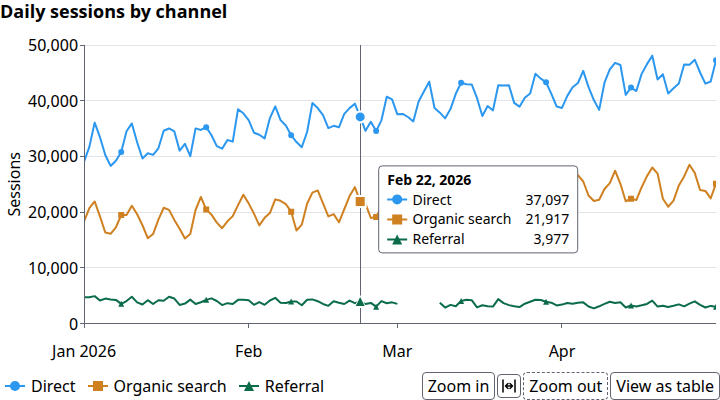 Daily sessions by channel
50,000
40,000
30,000
20,000
10,000
0
Sessions
Jan 2026 Feb Mar Apr
Feb 22, 2026
Direct 37,097
Organic search 21,917
Referral 3,977
Direct Organic search Referral
Zoom in Zoom out View as table